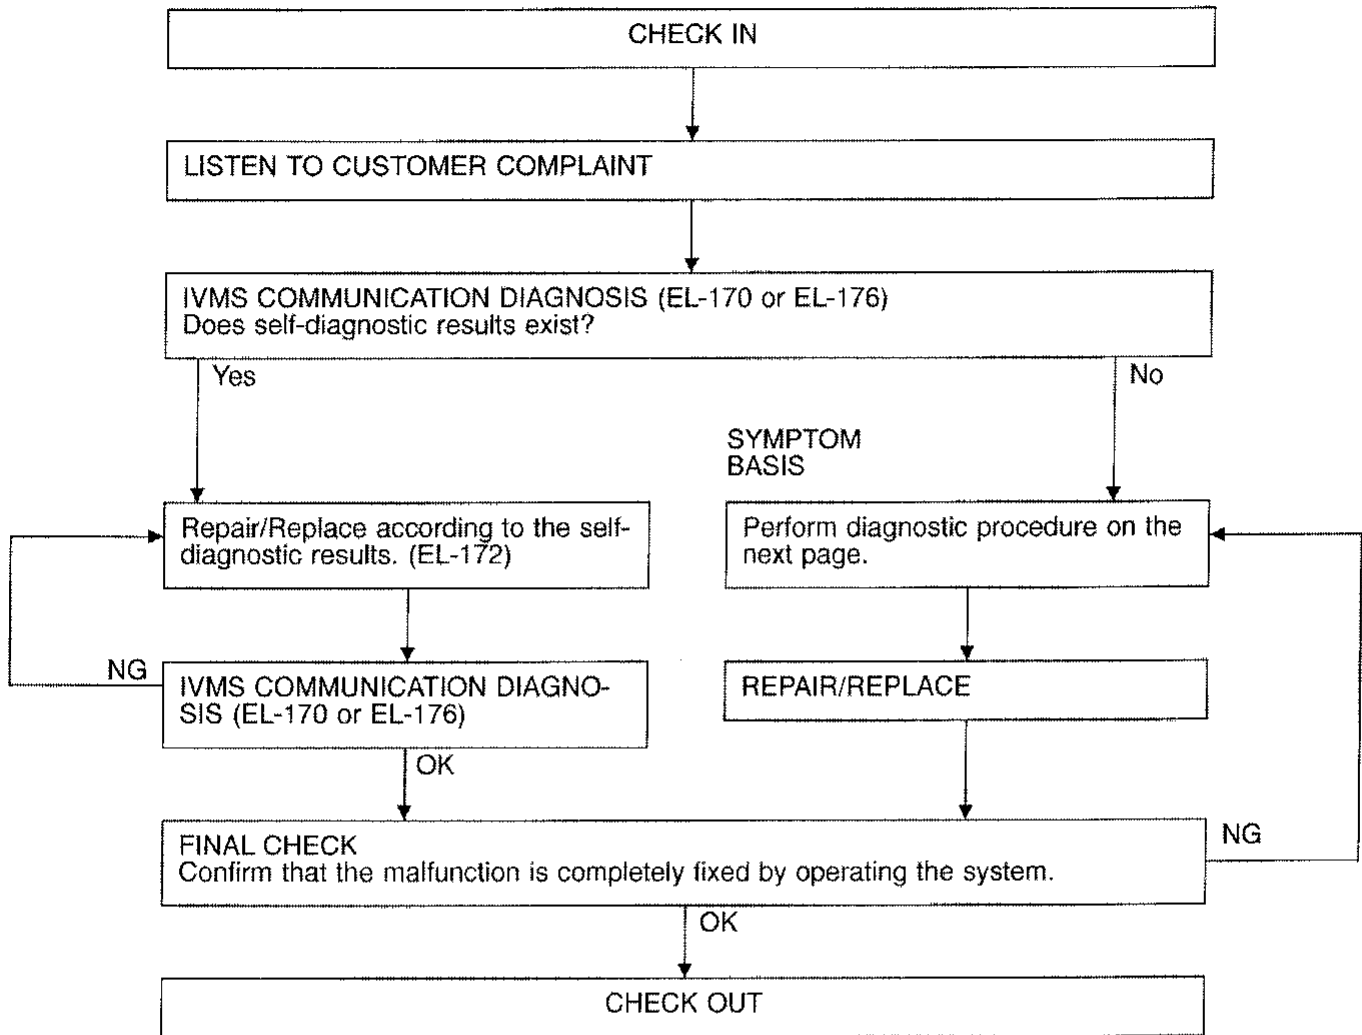 CHECK IN
LISTEN TO CUSTOMER COMPLAINT
IVMS COMMUNICATION DIAGNOSIS (EL-170 or EL-176)
Does self-diagnostic results exist?
Yes
No
SYMPTOM
BASIS
Repair/Replace according to the self-
diagnostic results. (EL-172)
Perform diagnostic procedure on the
next page.
NG
IVMS COMMUNICATION DIAGNO-
SIS (EL-170 or EL-176)
REPAIR/REPLACE
OK
FINAL CHECK
Confirm that the malfunction is completely fixed by operating the system.
NG
OK
CHECK OUT